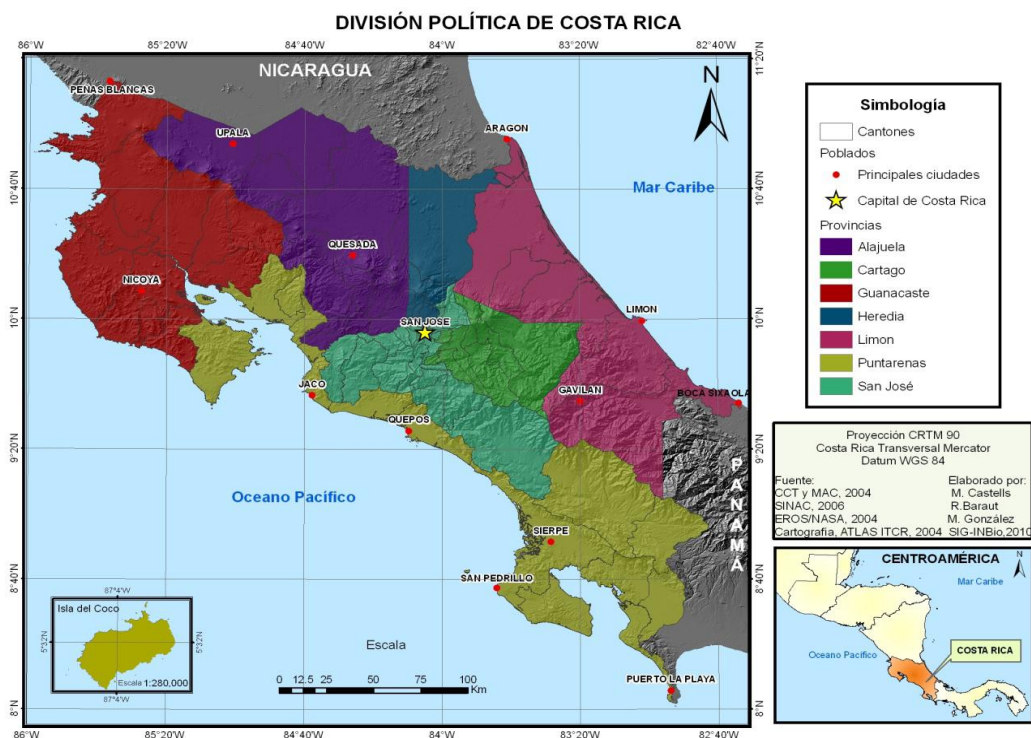 DIVISIÓN POLÍTICA DE COSTA RICA
86°W
85°20'W
84°40'W
84°W
83°20'W
82°40'W
11°20'N
10°40'N
10°N
9°20'N
8°40'N
8°N
NICARAGUA
PENAS BLANCAS
UPALA
ARAGON
Mar Caribe
QUESADA
NICOYA
SAN JOSE
LIMON
JACO
GAVILAN
BOCA SIXAOLA
QUEPOS
Oceano Pacífico
PANAMA
SIERPE
SAN PEDRILLO
PUERTO LA PLAYA
N
10°40'N
10°N
9°20'N
8°40'N
8°N
86°W
85°20'W
84°40'W
84°W
83°20'W
82°40'W
Isla del Coco
87°4'W
5°32'N
5°32'N
Escala 1:280,000
87°4'W
Escala
0 12.5 25 50 75 100
Km
Simbología
Cantones
Poblados
Principales ciudades
Capital de Costa Rica
Provincias
Alajuela
Cartago
Guanacaste
Heredia
Limon
Puntarenas
San José
Proyección CRTM 90
Costa Rica Transversal Mercator
Datum WGS 84
Fuente: Elaborado por:
CCT y MAC, 2004 M. Castells
SINAC, 2006 R.Baraut
EROS/NASA, 2004 M. González
Cartografía, ATLAS ITCR, 2004 SIG-INBio,2010
CENTROAMÉRICA
N
Mar Caribe
Oceano Pacífico
COSTA RICA